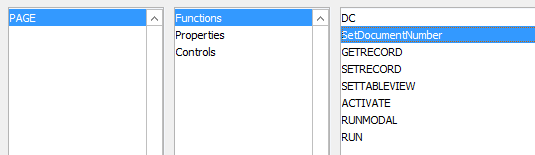 PAGE
Functions
Properties
Controls
DC
SetDocumentNumber
GETRECORD
SETRECORD
SETTABLEVIEW
ACTIVATE
RUNMODAL
RUN